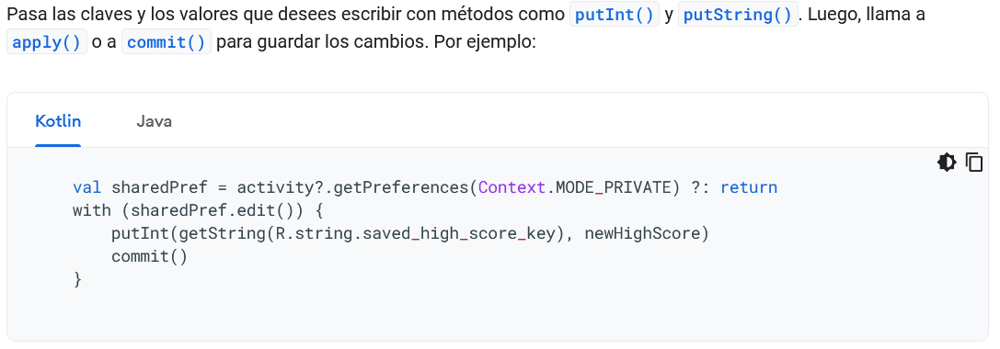 Pasa las claves y los valores que desees escribir con métodos como putInt() y putString(). Luego, llama a
apply() o a commit() para guardar los cambios. Por ejemplo:
Kotlin Java
val sharedPref = activity?.getPreferences(Context.MODE_PRIVATE) ?: return
with (sharedPref.edit()) {
    putInt(getString(R.string.saved_high_score_key), newHighScore)
    commit()
}